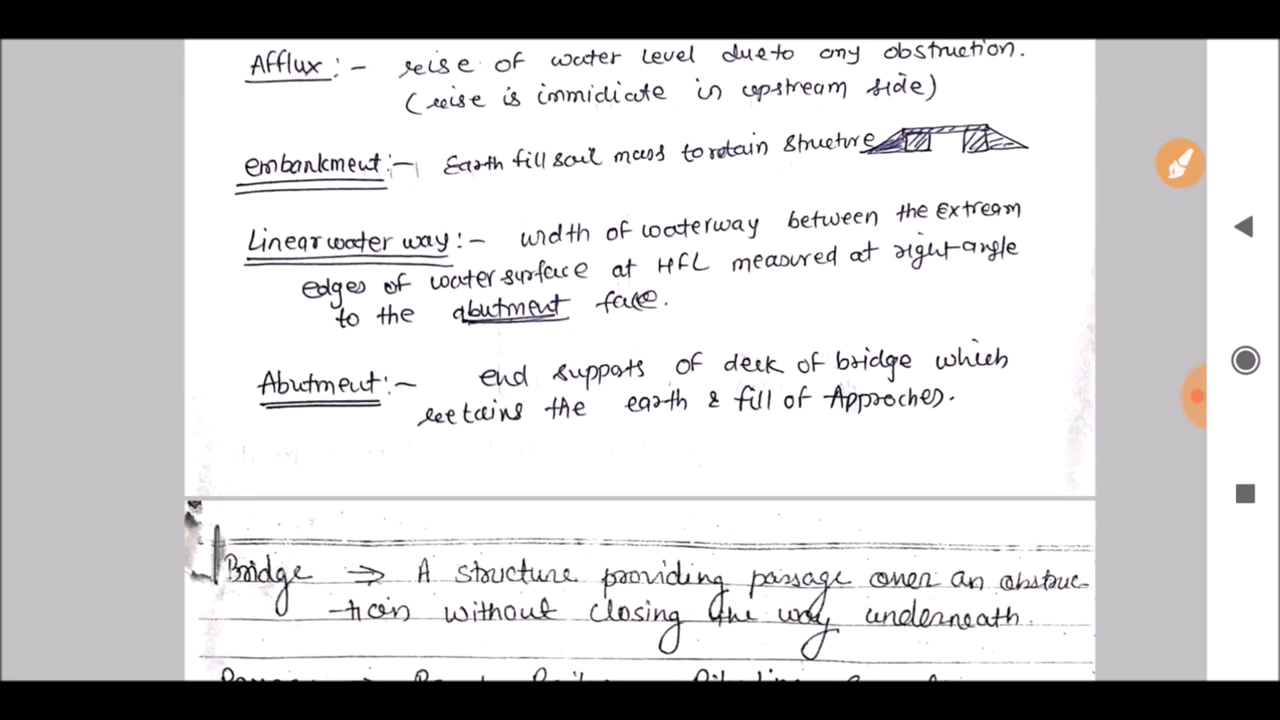 Afflux :- reise of water level due to any obstruction.
(reise is immidiate in upstream side)
embankment :- Earth fill soil mass to retain structure
Linear water way :- width of waterway between the extream
edges of water surface at HFL measured at right angle
to the abutment face.
Abutment :- end supports of deck of bridge which
reetains the earth & fill of Approches.
Bridge ⇒ A structure providing passage over an obstruc-
-tion without closing the way underneath.